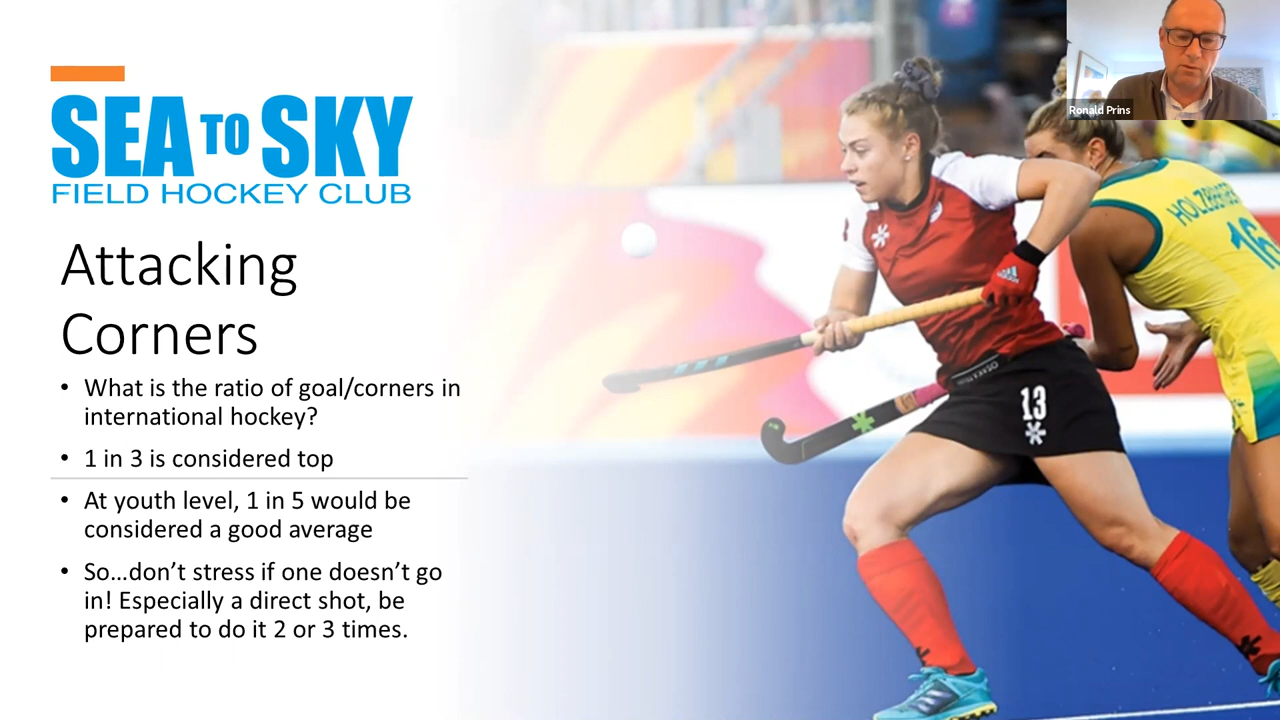 SEA TO SKY
FIELD HOCKEY CLUB
Attacking
Corners
• What is the ratio of goal/corners in
international hockey?
• 1 in 3 is considered top
• At youth level, 1 in 5 would be
considered a good average
• So…don’t stress if one doesn’t go
in! Especially a direct shot, be
prepared to do it 2 or 3 times.
Ronald Prins
16
13